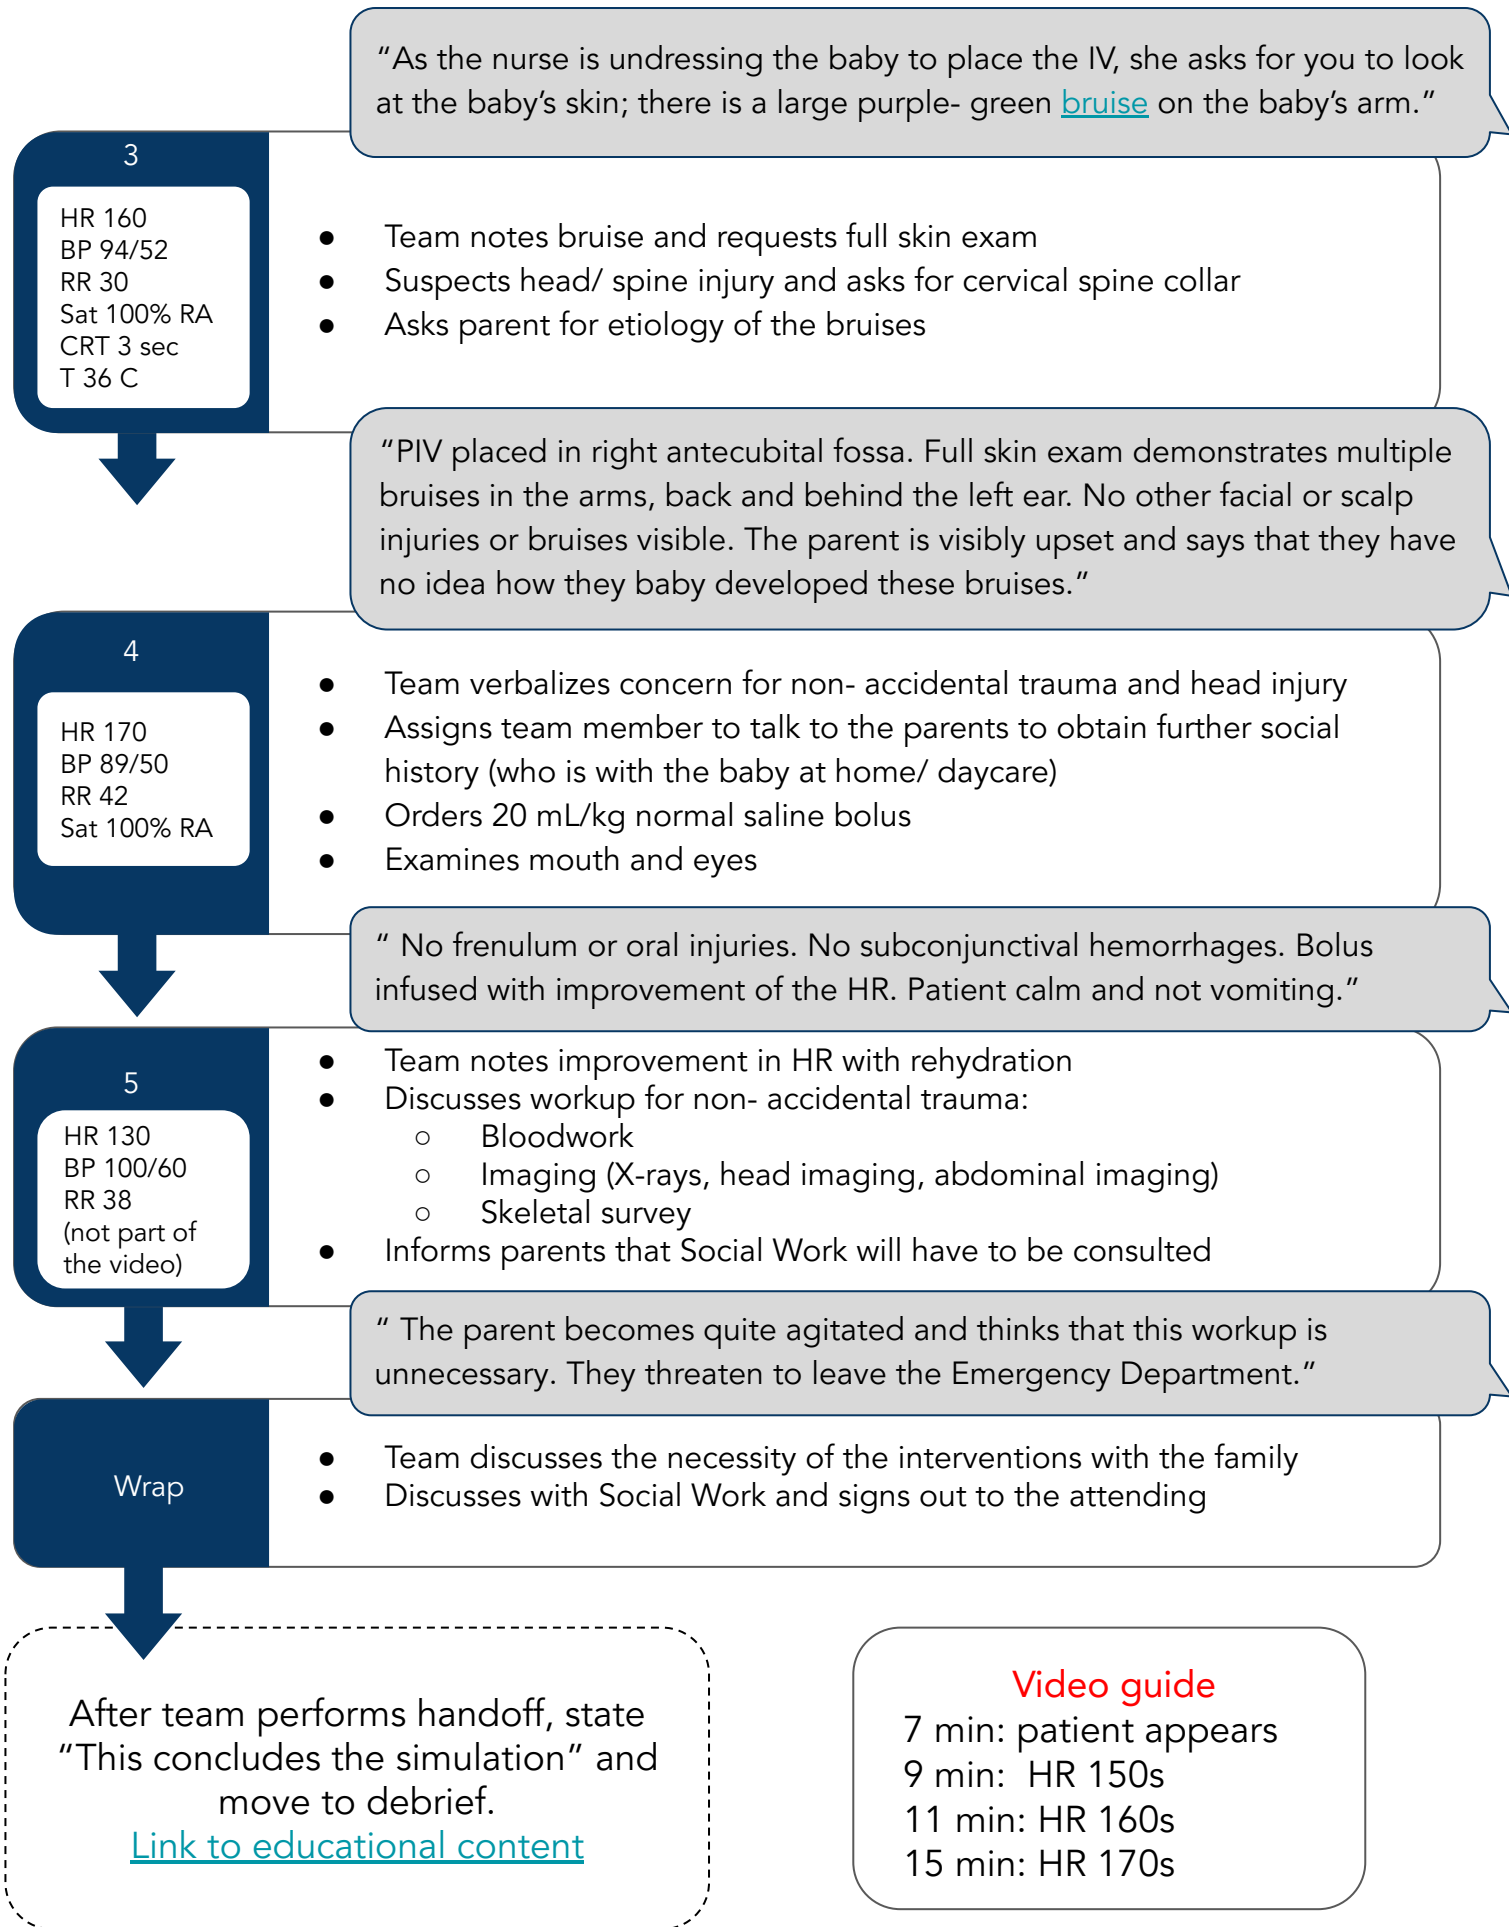 “As the nurse is undressing the baby to place the IV, she asks for you to look
at the baby’s skin; there is a large purple- green bruise on the baby’s arm.”
3
HR 160
BP 94/52
RR 30
Sat 100% RA
CRT 3 sec
T 36 C
● Team notes bruise and requests full skin exam
● Suspects head/ spine injury and asks for cervical spine collar
● Asks parent for etiology of the bruises
“PIV placed in right antecubital fossa. Full skin exam demonstrates multiple
bruises in the arms, back and behind the left ear. No other facial or scalp
injuries or bruises visible. The parent is visibly upset and says that they have
no idea how they baby developed these bruises.”
4
HR 170
BP 89/50
RR 42
Sat 100% RA
● Team verbalizes concern for non- accidental trauma and head injury
● Assigns team member to talk to the parents to obtain further social
history (who is with the baby at home/ daycare)
● Orders 20 mL/kg normal saline bolus
● Examines mouth and eyes
“ No frenulum or oral injuries. No subconjunctival hemorrhages. Bolus
infused with improvement of the HR. Patient calm and not vomiting.”
5
HR 130
BP 100/60
RR 38
(not part of
the video)
● Team notes improvement in HR with rehydration
● Discusses workup for non- accidental trauma:
○ Bloodwork
○ Imaging (X-rays, head imaging, abdominal imaging)
○ Skeletal survey
● Informs parents that Social Work will have to be consulted
“ The parent becomes quite agitated and thinks that this workup is
unnecessary. They threaten to leave the Emergency Department.”
Wrap
● Team discusses the necessity of the interventions with the family
● Discusses with Social Work and signs out to the attending
After team performs handoff, state
“This concludes the simulation” and
move to debrief.
Link to educational content
Video guide
7 min: patient appears
9 min:  HR 150s
11 min: HR 160s
15 min: HR 170s